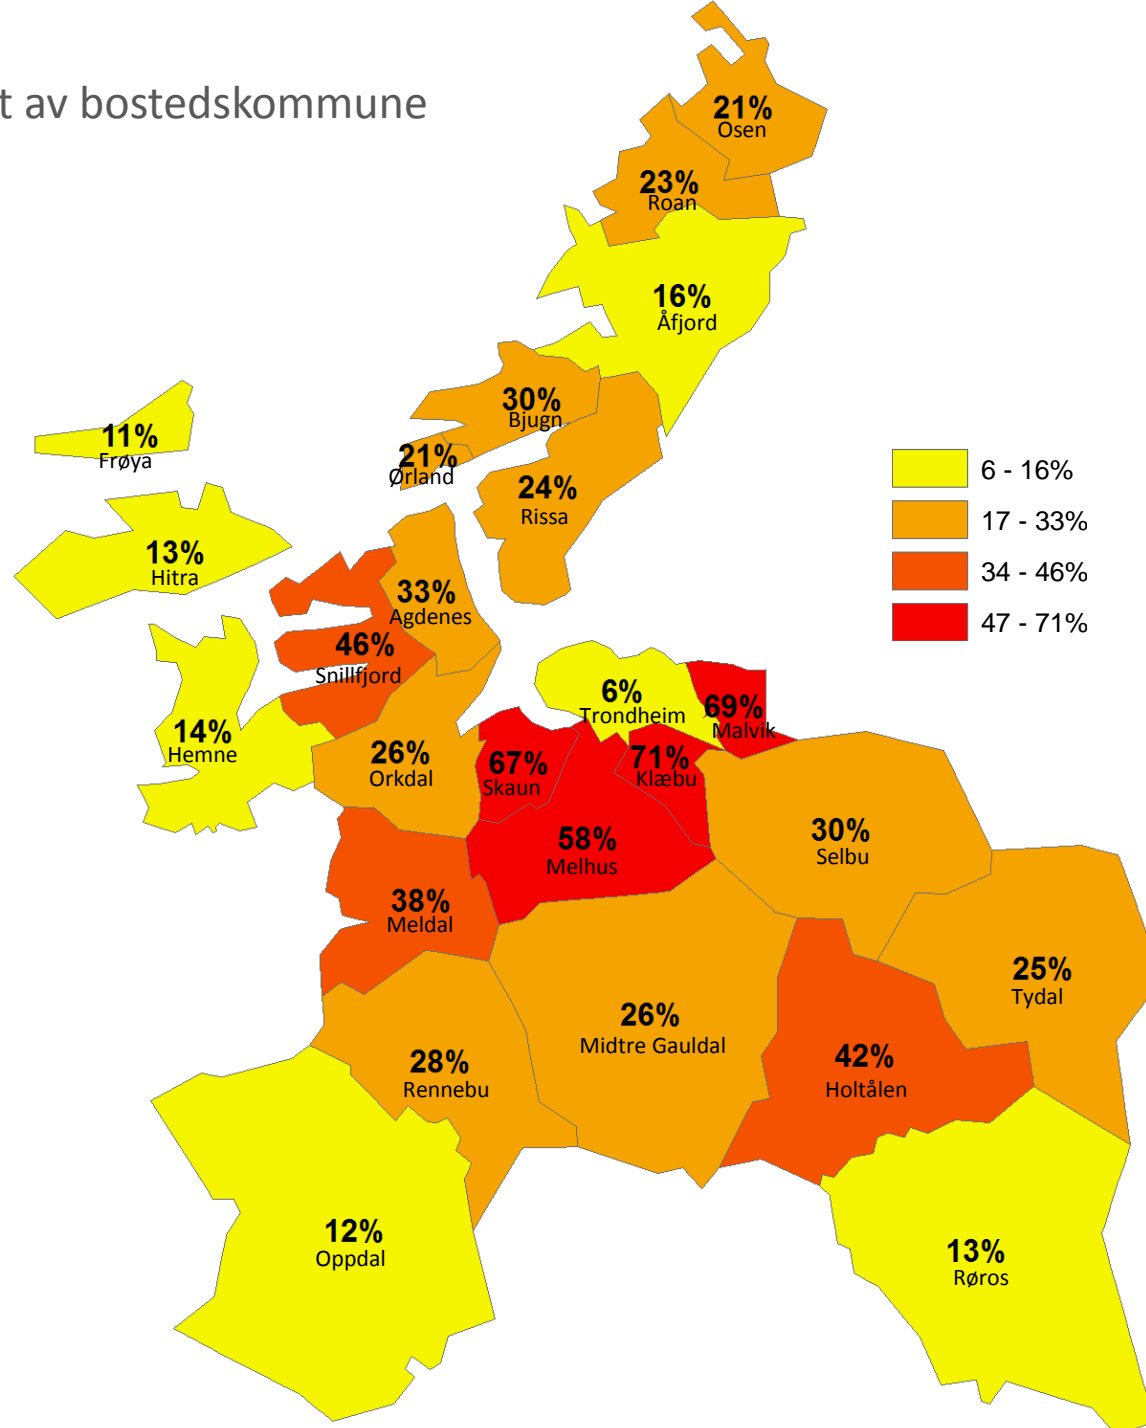 t av bostedskommune
21%
Osen
23%
Roan
16%
Åfjord
30%
Bjugn
11%
Frøya
21%
Ørland
24%
Rissa
6 - 16%
17 - 33%
34 - 46%
47 - 71%
13%
Hitra
33%
Agdenes
46%
Snillfjord
6%
Trondheim
69%
Malvik
14%
Hemne
26%
Orkdal
67%
Skaun
71%
Klæbu
58%
Melhus
30%
Selbu
38%
Meldal
25%
Tydal
26%
Midtre Gauldal
28%
Rennebu
42%
Holtålen
12%
Oppdal
13%
Røros